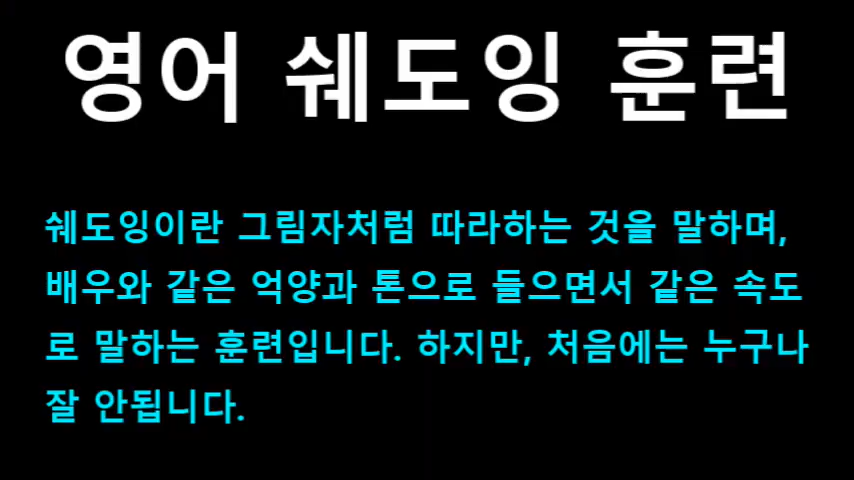 영어 쉐도잉 훈련
쉐도잉이란 그림자처럼 따라하는 것을 말하며,
배우와 같은 억양과 톤으로 들으면서 같은 속도
로 말하는 훈련입니다. 하지만, 처음에는 누구나
잘 안됩니다.